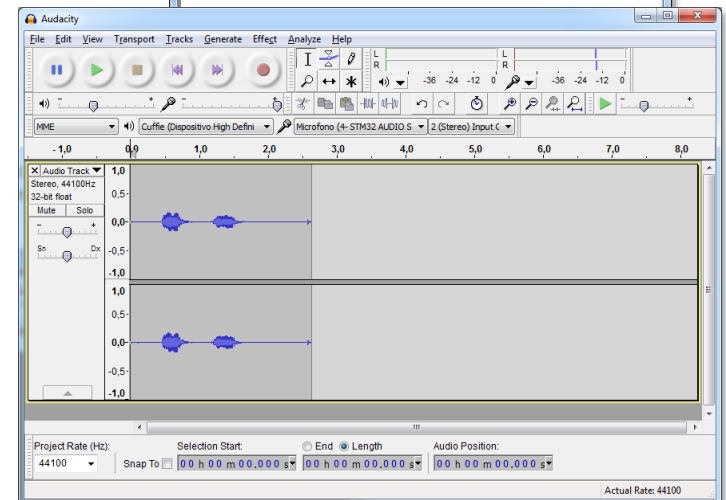 Audacity
File Edit View Transport Tracks Generate Effect Analyze Help
L R -36 -24 -12 0 L R -36 -24 -12 0
MME Cuffie (Dispositivo High Defini Microfono (4- STM32 AUDIO S 2 (Stereo) Input C
- 1,0 0,0 1,0 2,0 3,0 4,0 5,0 6,0 7,0 8,0
X Audio Track
Stereo, 44100Hz
32-bit float
Mute Solo
- +
Sn Dx
1,0
0,5
0,0
-0,5
-1,0
1,0
0,5
0,0
-0,5
-1,0
Project Rate (Hz): Selection Start: End Length Audio Position:
44100 Snap To 00 h 00 m 00.000 s 00 h 00 m 00.000 s 00 h 00 m 00.000 s
Actual Rate: 44100